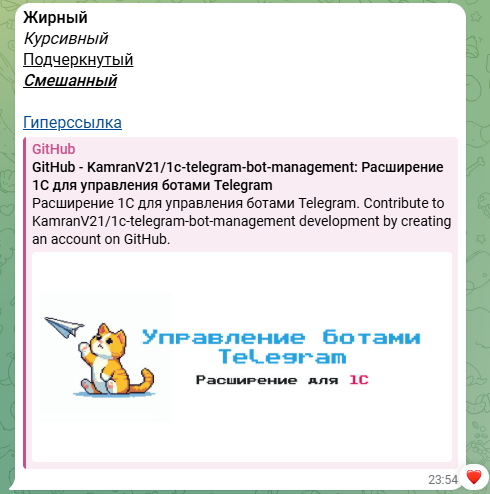 Жирный
Курсивный
Подчеркнутый
Смешанный
Гиперссылка
GitHub
GitHub - KamranV21/1c-telegram-bot-management: Расширение
1С для управления ботами Telegram
Расширение 1С для управления ботами Telegram. Contribute to
KamranV21/1c-telegram-bot-management development by creating
an account on GitHub.
Управление ботами
Telegram
Расширение для 1С
23:54